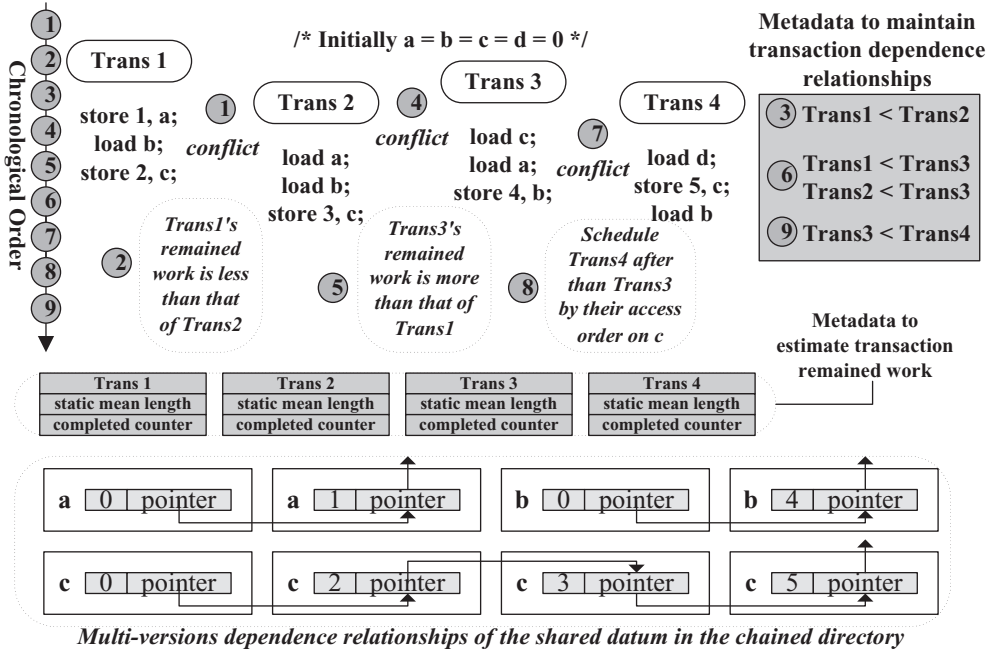 Chronological Order
1
2
3
4
5
6
7
8
9
/* Initially a = b = c = d = 0 */
Trans 1
store 1, a;
load b;
store 2, c;
1
conflict
Trans 2
load a;
load b;
store 3, c;
4
conflict
Trans 3
load c;
load a;
store 4, b;
7
conflict
Trans 4
load d;
store 5, c;
load b
2
Trans1's
remained
work is less
than that
of Trans2
5
Trans3's
remained
work is more
than that of
Trans1
8
Schedule
Trans4 after
than Trans3
by their access
order on c
Metadata to maintain
transaction dependence
relationships
3 Trans1 < Trans2
6
Trans1 < Trans3
Trans2 < Trans3
9 Trans3 < Trans4
Metadata to
estimate transaction
remained work
Trans 1
static mean length
completed counter
Trans 2
static mean length
completed counter
Trans 3
static mean length
completed counter
Trans 4
static mean length
completed counter
a 0 pointer
a 1 pointer
b 0 pointer
b 4 pointer
c 0 pointer
c 2 pointer
c 3 pointer
c 5 pointer
Multi-versions dependence relationships of the shared datum in the chained directory